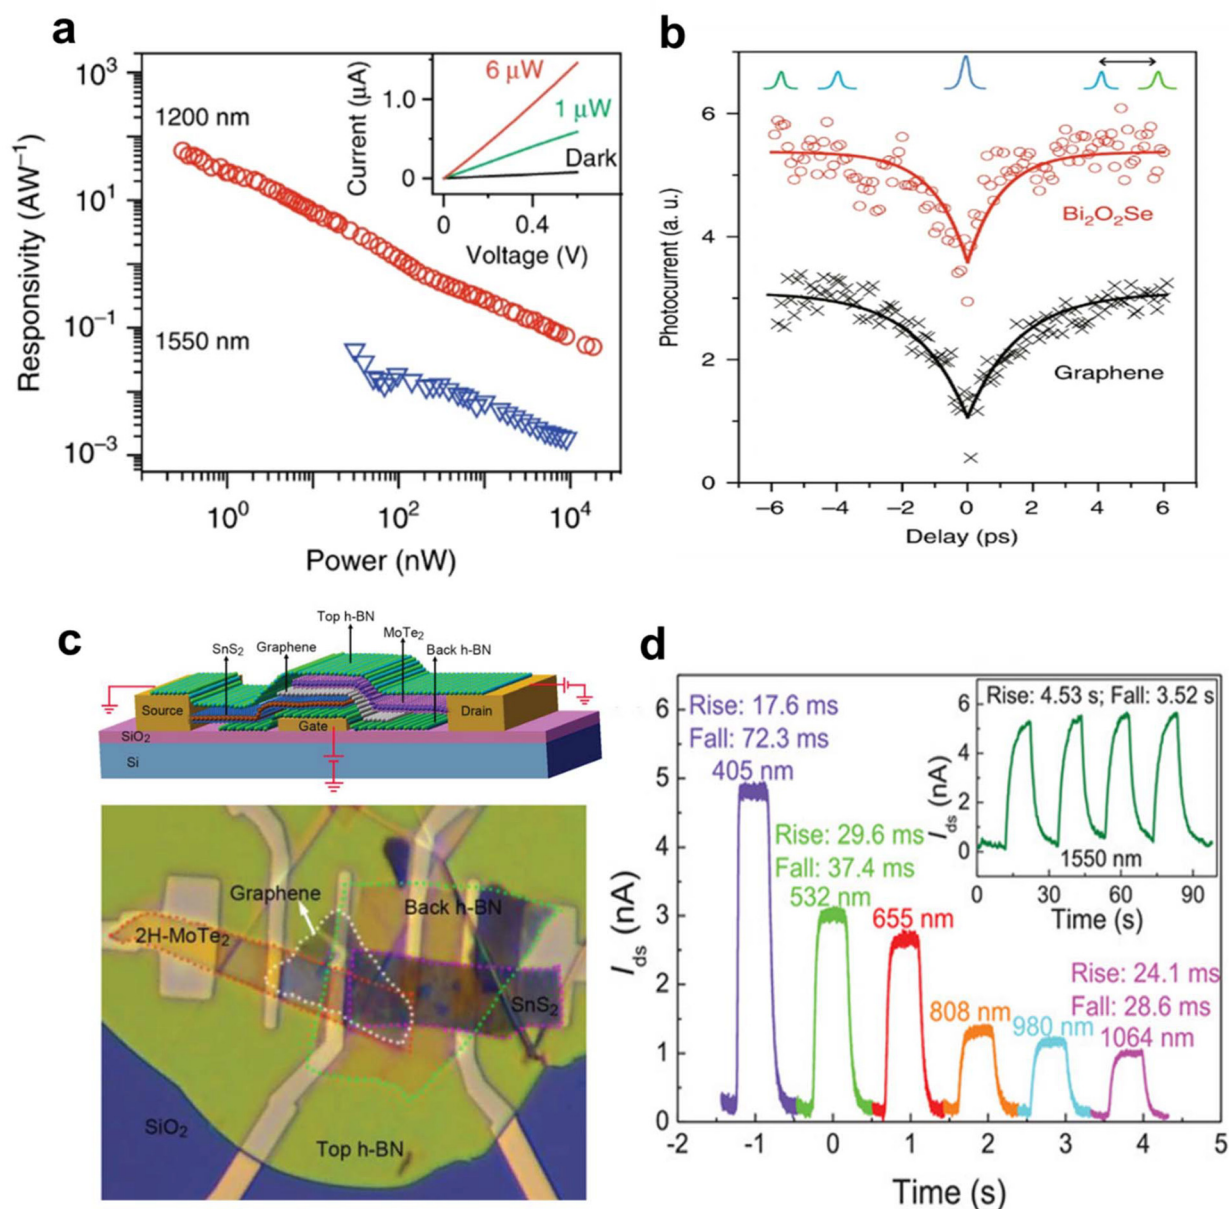 a
10³
10¹
10⁻¹
10⁻³
Responsivity (AW⁻¹)
1200 nm
1550 nm
10⁰
10²
10⁴
Power (nW)
Current (μA)
1.0
0
6 μW
1 μW
Dark
0
0.4
Voltage (V)
b
6
4
2
0
Photocurrent (a. u.)
Bi₂O₂Se
Graphene
−6
−4
−2
0
2
4
6
Delay (ps)
c
Top h-BN
SnS₂
Graphene
MoTe₂
Back h-BN
Source
Gate
Drain
SiO₂
Si
Graphene
Back h-BN
2H-MoTe₂
SnS₂
SiO₂
Top h-BN
d
6
5
4
3
2
1
0
I_ds (nA)
Rise: 17.6 ms
Fall: 72.3 ms
405 nm
Rise: 29.6 ms
Fall: 37.4 ms
532 nm
655 nm
808 nm
980 nm
Rise: 24.1 ms
Fall: 28.6 ms
1064 nm
-2
-1
0
1
2
3
4
5
Time (s)
Rise: 4.53 s; Fall: 3.52 s
6
4
2
0
I_ds (nA)
1550 nm
0
30
60
90
Time (s)